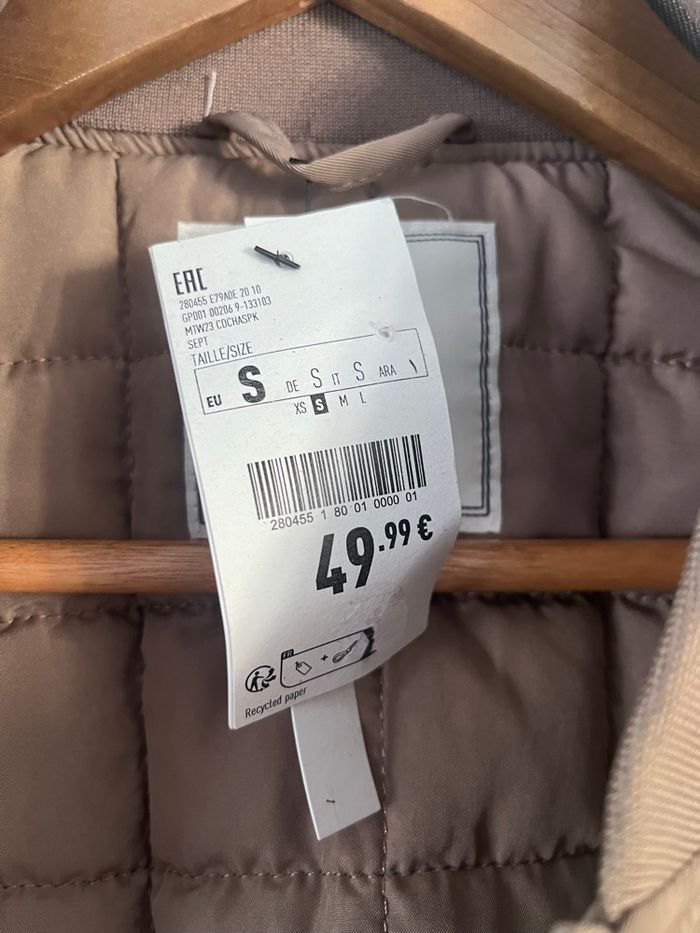 EAC
280455 E79A0E 20 10
GP001 00206 9-133103
MTW23 COCHASPK
SEPT
TAILLE/SIZE
EU S DE S IT S ARA
XS S M L
280455 1 80 01 0000 01
49.99 €
FR
+
Recycled paper